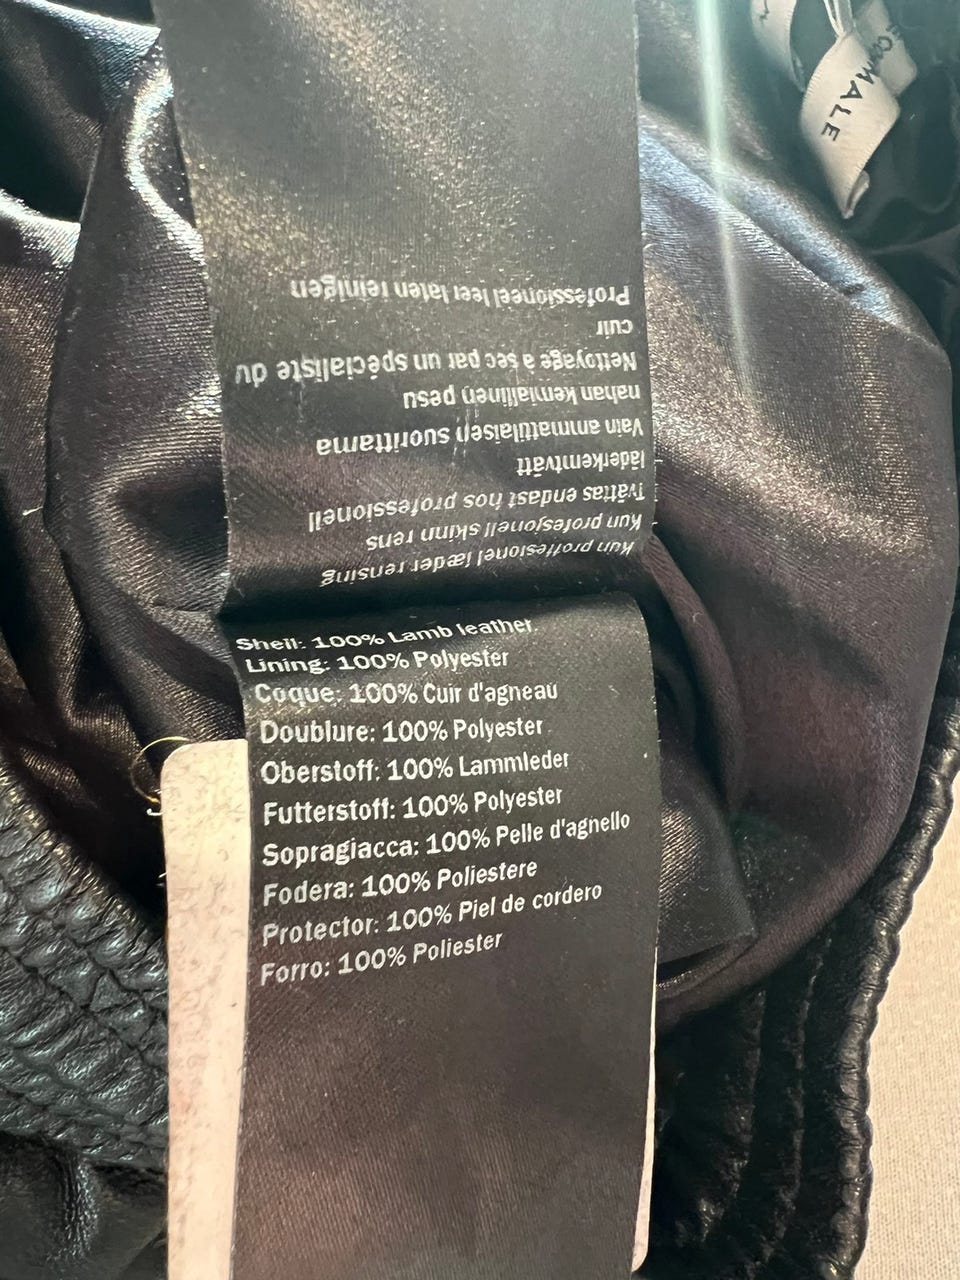 MALE
Kun proffesionel læder rensing
Kun profesjonell skinn rens
Tvättas endast hos professionell
läderkemtvätt
Vain ammatulaisen suorittama
nahan kemiallinen pesu
Nettoyage à sec par un spécialiste du
cuir
Professioneel leer laten reinigen
Shell: 100% Lamb leather
Lining: 100% Polyester
Coque: 100% Cuir d'agneau
Doublure: 100% Polyester
Oberstoff: 100% Lammleder
Futterstoff: 100% Polyester
Sopragiacca: 100% Pelle d'agnello
Fodera: 100% Poliestere
Protector: 100% Piel de cordero
Forro: 100% Poliester